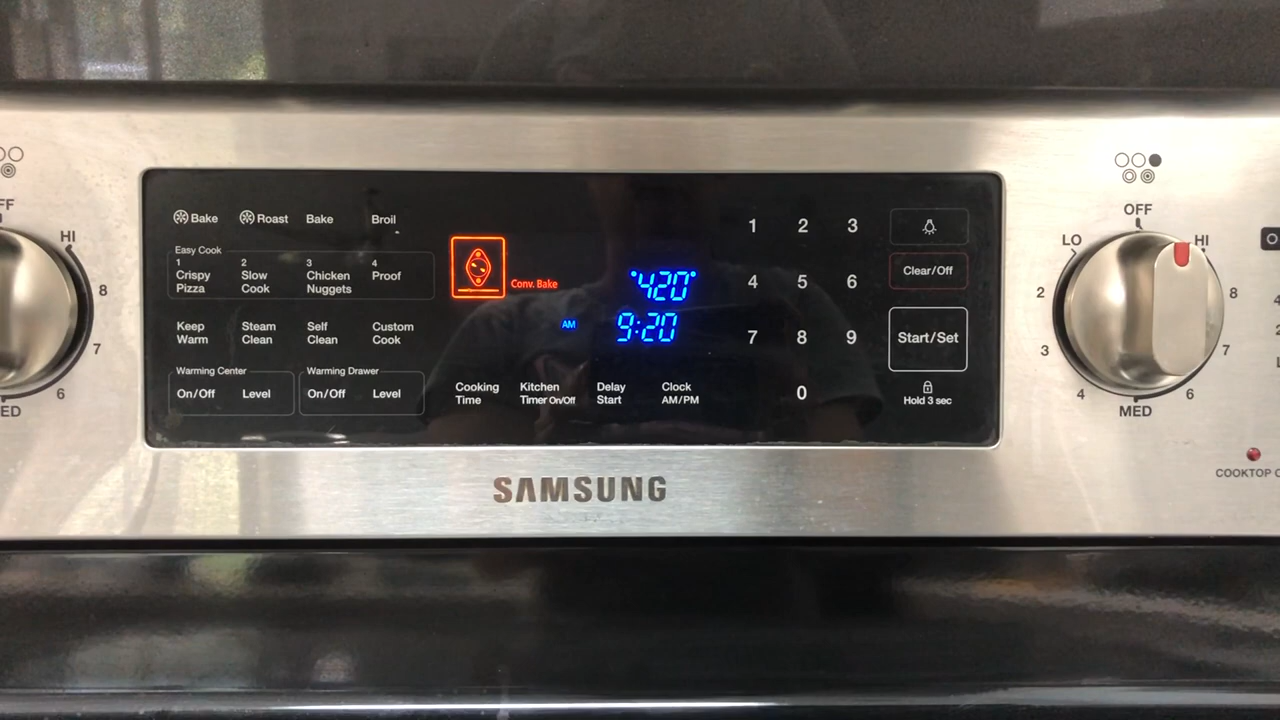 Bake Roast Bake Broil
Easy Cook
1 2 3 4
Crispy Pizza
Slow Cook
Chicken Nuggets
Proof
Keep Warm
Steam Clean
Self Clean
Custom Cook
Warming Center
On/Off Level
Warming Drawer
On/Off Level
Conv. Bake
°420°
AM 9:20
Cooking Time
Kitchen Timer On/Off
Delay Start
Clock AM/PM
1 2 3
4 5 6
7 8 9
0
Clear/Off
Start/Set
Hold 3 sec
SAMSUNG
HI
8
7
6
OFF
LO
HI
2
8
3
7
4
6
MED
COOKTOP